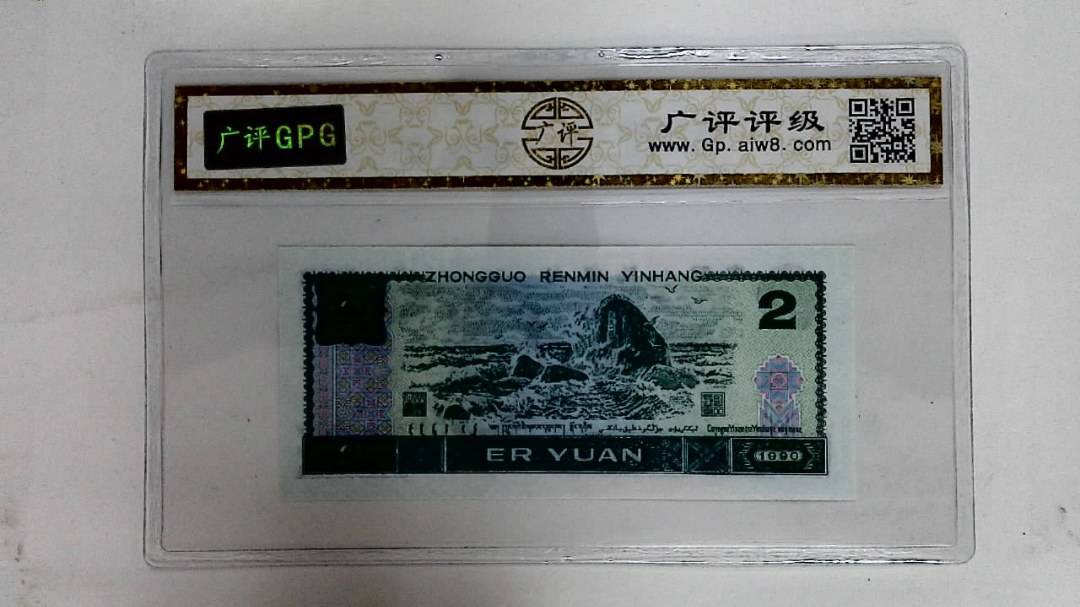 广评GPG
广评
广评评级
www. Gp. aiw8. com
ZHONGGUO RENMIN YINHANG
2
ER YUAN
1990